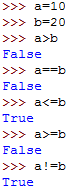 >>> a=10
>>> b=20
>>> a>b
False
>>> a==b
False
>>> a<=b
True
>>> a>=b
False
>>> a!=b
True